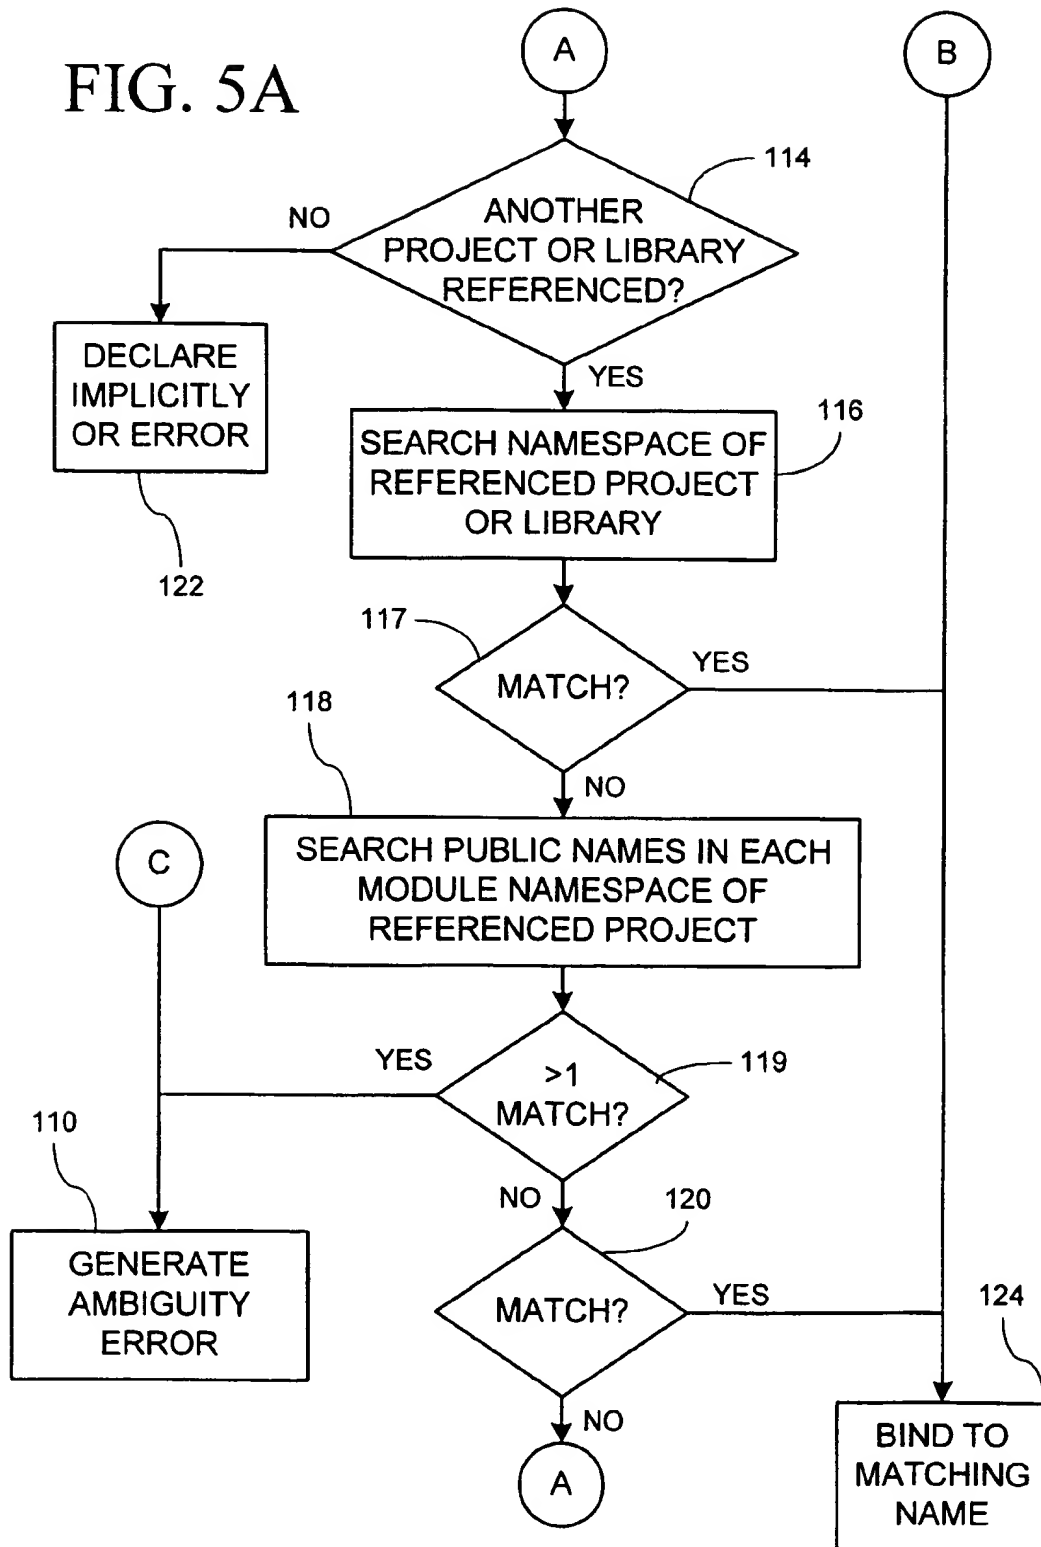 FIG. 5A
A
B
114
ANOTHER
PROJECT OR LIBRARY
REFERENCED?
NO
YES
DECLARE
IMPLICITLY
OR ERROR
122
116
SEARCH NAMESPACE OF
REFERENCED PROJECT
OR LIBRARY
117
MATCH?
YES
NO
118
SEARCH PUBLIC NAMES IN EACH
MODULE NAMESPACE OF
REFERENCED PROJECT
C
YES
>1
MATCH?
119
NO
110
GENERATE
AMBIGUITY
ERROR
120
MATCH?
YES
NO
A
124
BIND TO
MATCHING
NAME